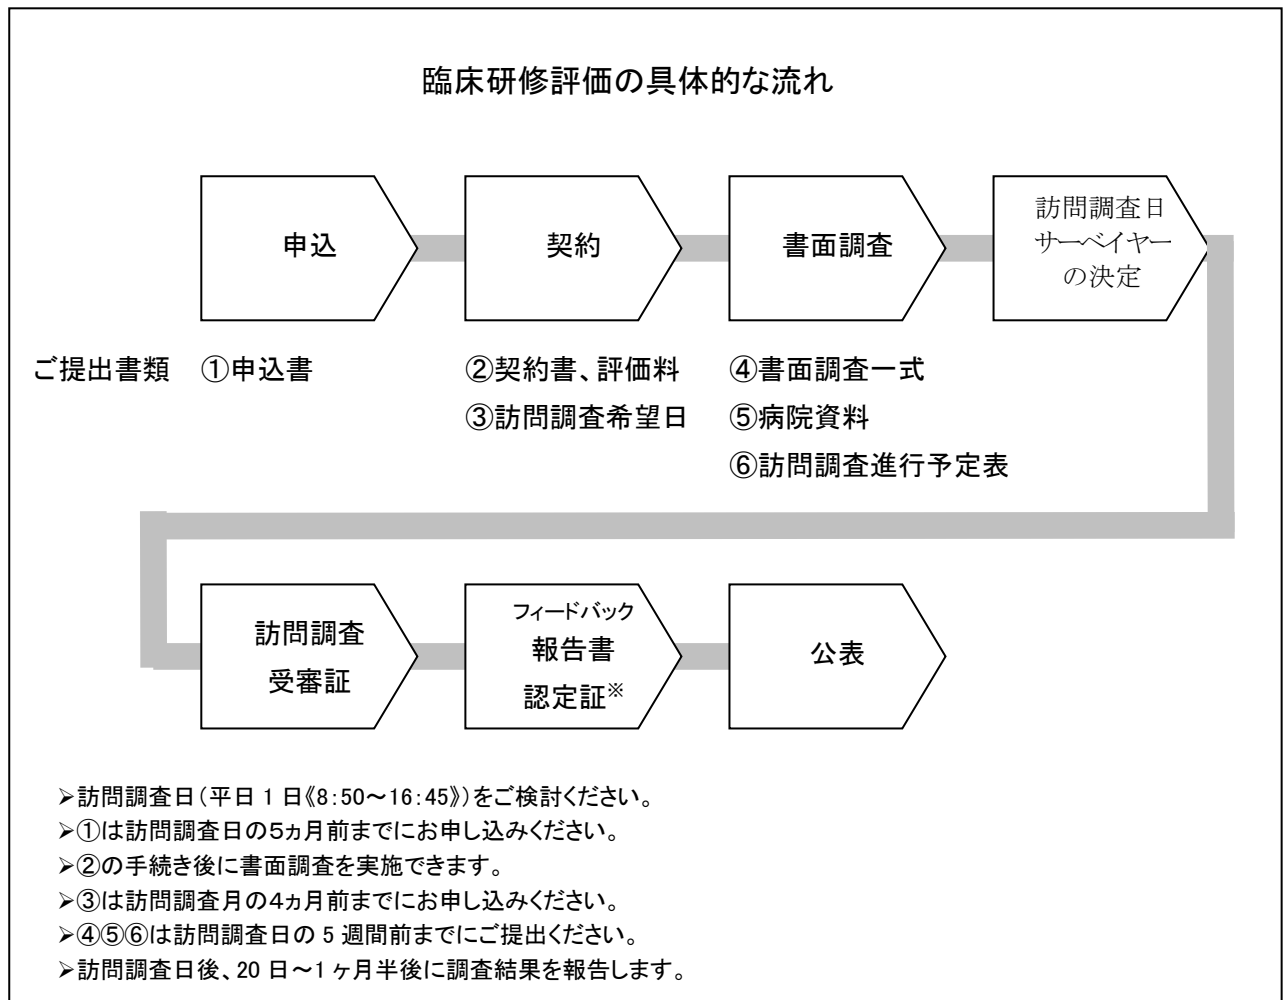 臨床研修評価の具体的な流れ
申込
契約
書面調査
訪問調査日
サーベイヤー
の決定
ご提出書類 ①申込書
②契約書、評価料
③訪問調査希望日
④書面調査一式
⑤病院資料
⑥訪問調査進行予定表
訪問調査
受審証
フィードバック
報告書
認定証※
公表
➢訪問調査日(平日 1 日《8:50~16:45》)をご検討ください。
➢①は訪問調査日の5ヵ月前までにお申し込みください。
➢②の手続き後に書面調査を実施できます。
➢③は訪問調査月の4ヵ月前までにお申し込みください。
➢④⑤⑥は訪問調査日の 5 週間前までにご提出ください。
➢訪問調査日後、20 日~1 ヶ月半後に調査結果を報告します。